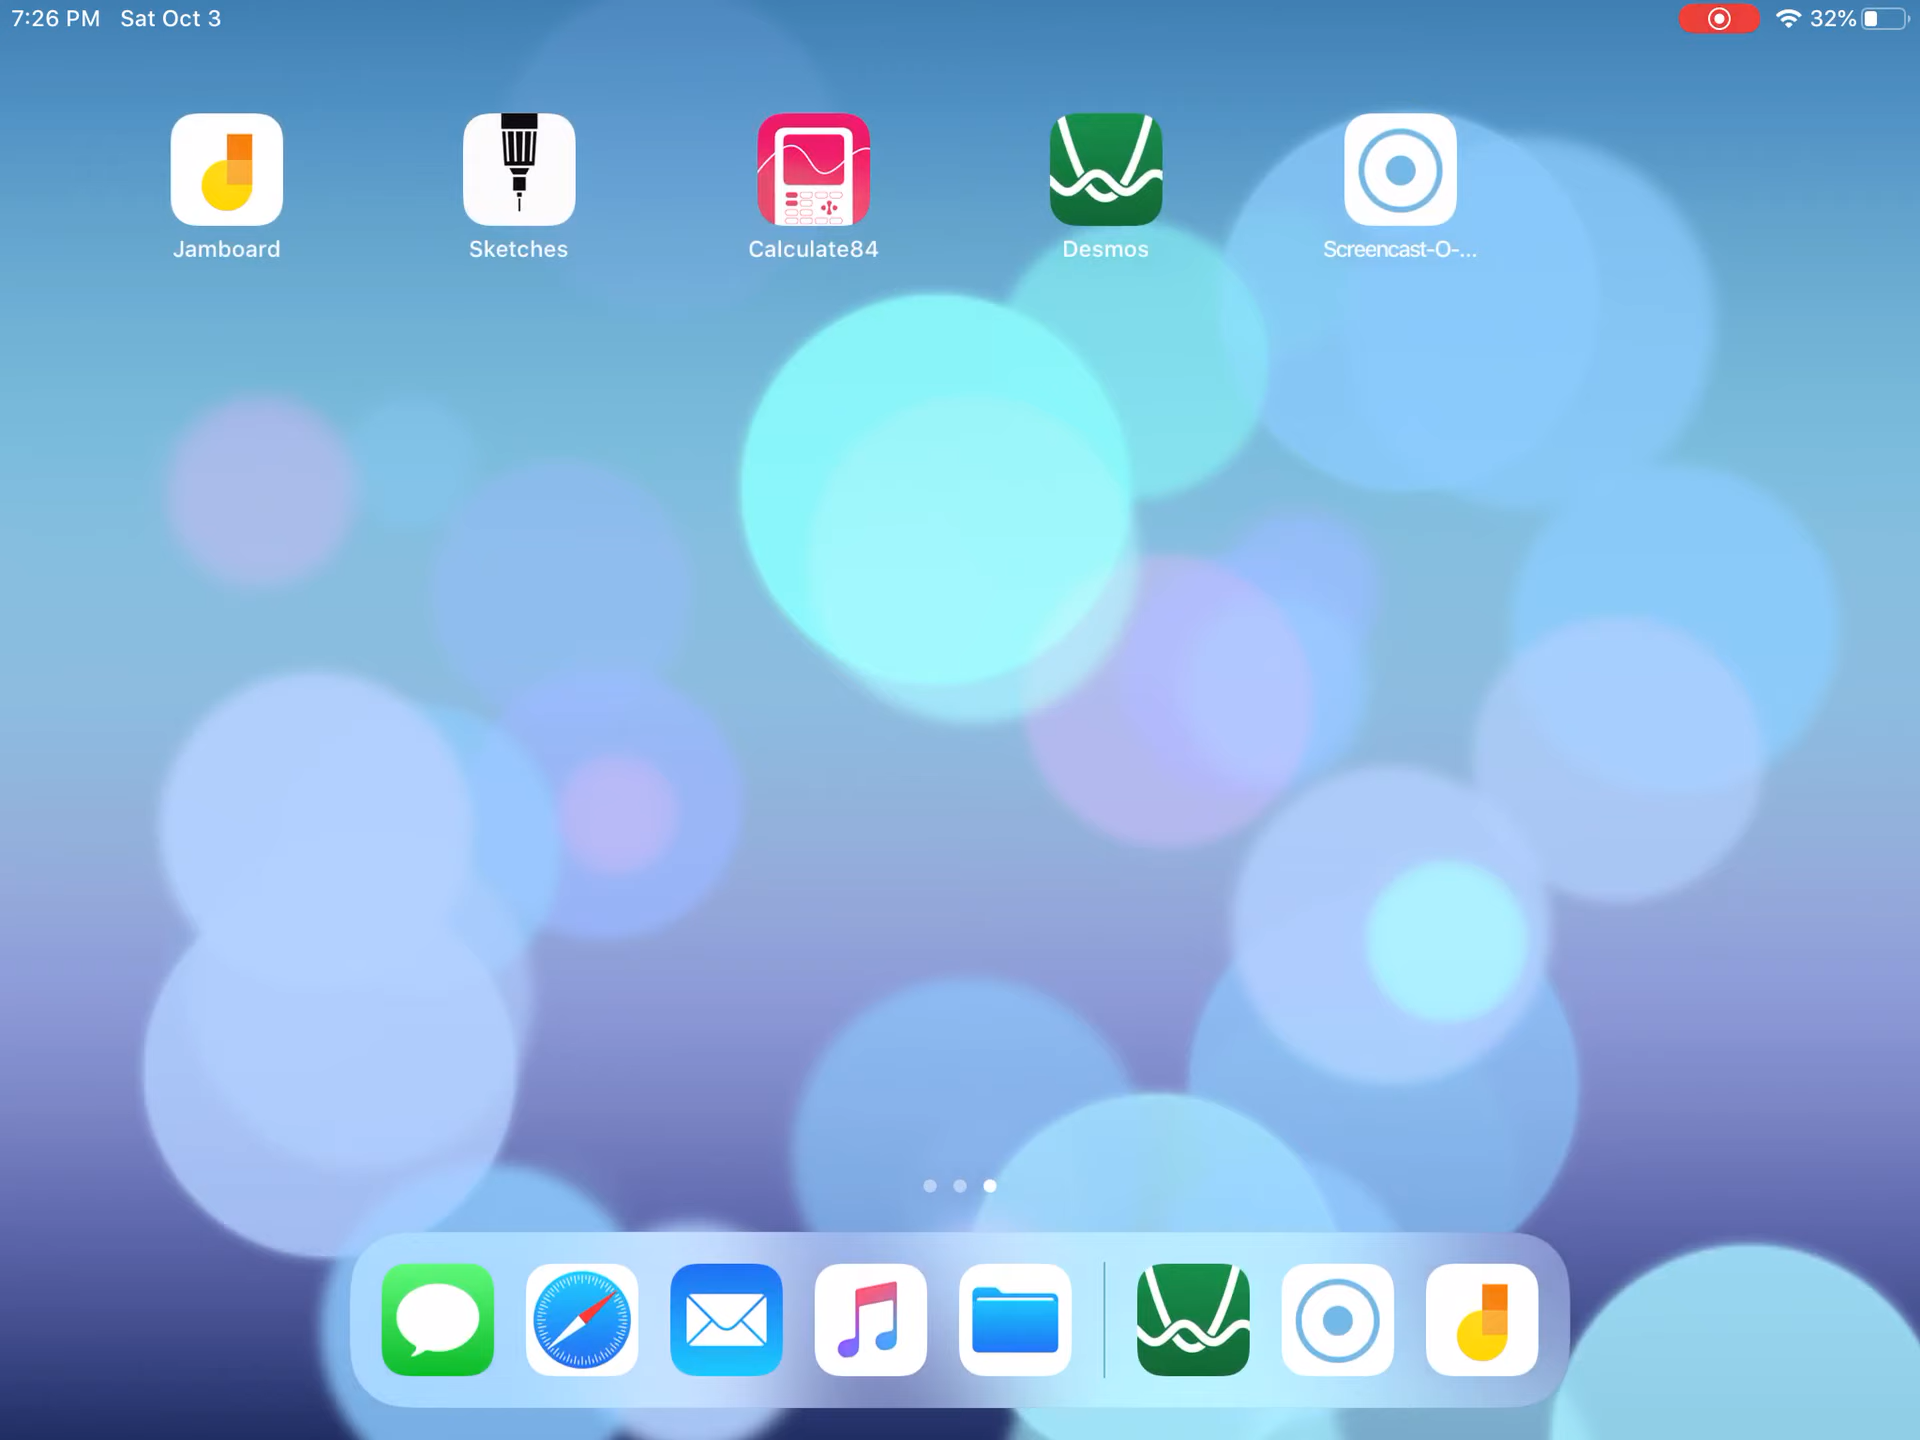 7:26 PM Sat Oct 3
32%
Jamboard
Sketches
Calculate84
Desmos
Screencast-O-...